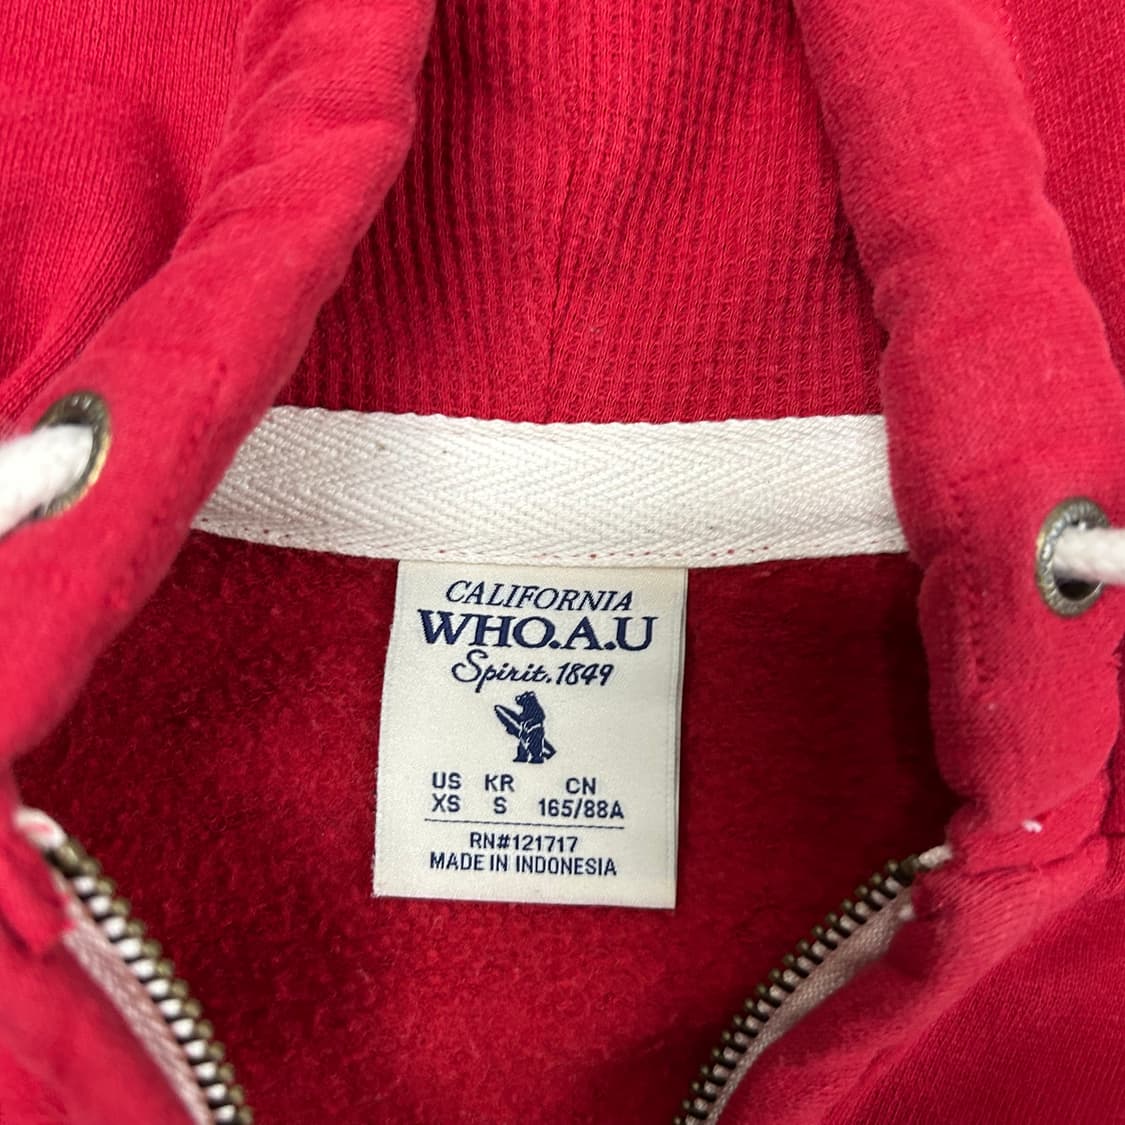 CALIFORNIA
WHO.A.U
Spirit.1849
US KR CN
XS S 165/88A
RN#121717
MADE IN INDONESIA